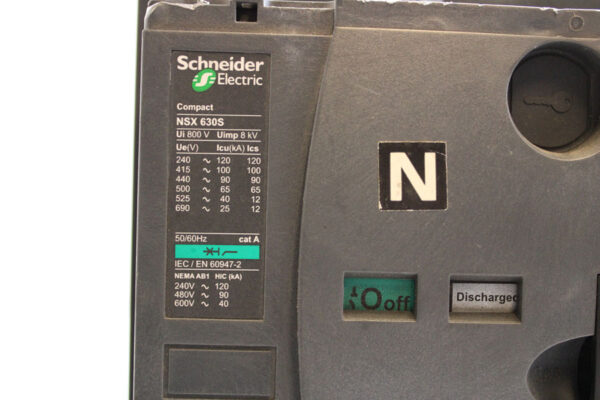 Schneider
Electric
Compact
NSX 630S
Ui 800 V Uimp 8 kV
Ue(V) Icu(kA) Ics
240 ~ 120 120
415 ~ 100 100
440 ~ 90 90
500 ~ 65 65
525 ~ 40 12
690 ~ 25 12
50/60Hz cat A
IEC / EN 60947-2
NEMA AB1 HIC (kA)
240V ~ 120
480V ~ 90
600V ~ 40
N
O off
Discharged